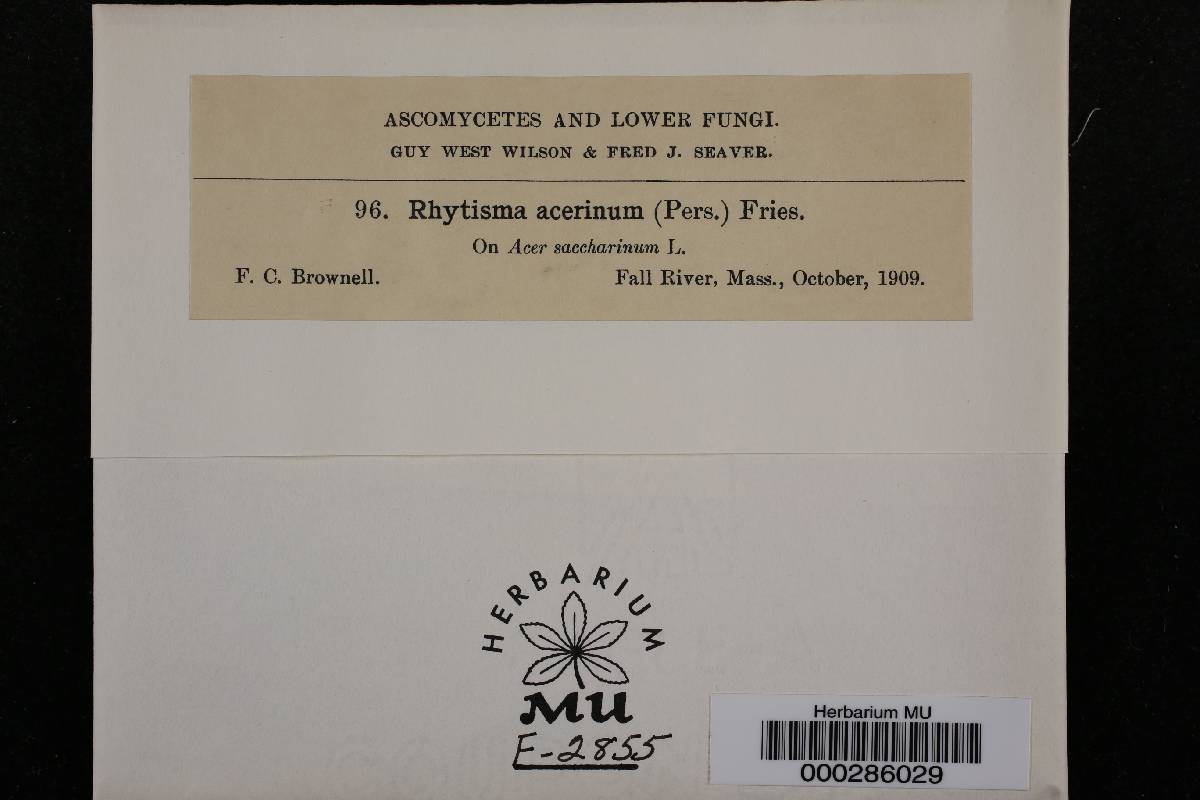 ASCOMYCETES AND LOWER FUNGI.
GUY WEST WILSON & FRED J. SEAVER.
96. Rhytisma acerinum (Pers.) Fries.
On Acer saccharinum L.
F. C. Brownell. Fall River, Mass., October, 1909.
HERBARIUM
MU
F-2855
Herbarium MU
000286029